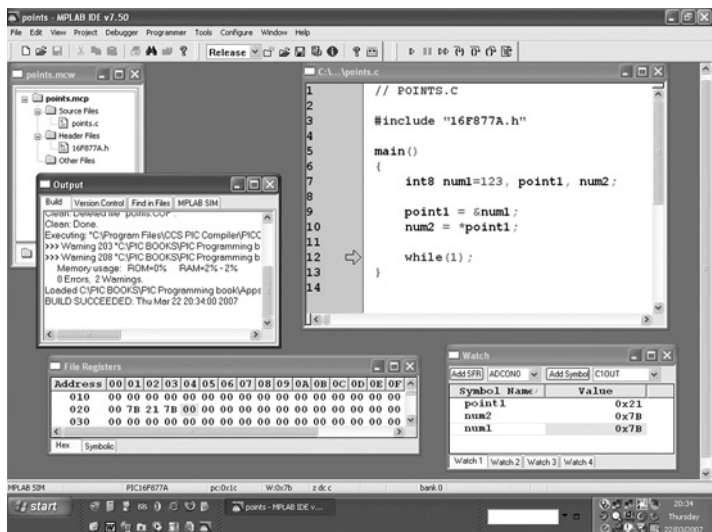 points - MPLAB IDE v7.50
File Edit View Project Debugger Programmer Tools Configure Window Help
Release
points.mcw
points.mcp
Source Files
points.c
Header Files
16F877A.h
Other Files
C:\...\points.c
1 // POINTS.C
2
3 #include "16F877A.h"
4
5 main()
6 {
7 int8 num1=123, point1, num2;
8
9 point1 = &num1;
10 num2 = *point1;
11
12 while(1);
13 }
14
Output
Build Version Control Find in Files MPLAB SIM
Clean: Deleted file "points.COF".
Clean: Done.
Executing: "C:\Program Files\CCS PIC Compiler\PICC
>>> Warning 203 "C:\PIC BOOKS\PIC Programming b
>>> Warning 208 "C:\PIC BOOKS\PIC Programming b
Memory usage: ROM=0% RAM=2% - 2%
0 Errors, 2 Warnings.
Loaded C:\PIC BOOKS\PIC Programming book\Apps
BUILD SUCCEEDED: Thu Mar 22 20:34:00 2007
File Registers
Address 00 01 02 03 04 05 06 07 08 09 0A 0B 0C 0D 0E 0F
010 00 00 00 00 00 00 00 00 00 00 00 00 00 00 00 00
020 00 7B 21 7B 00 00 00 00 00 00 00 00 00 00 00 00
030 00 00 00 00 00 00 00 00 00 00 00 00 00 00 00 00
Hex Symbolic
Watch
Add SFR ADCON0 Add Symbol C1OUT
Symbol Name Value
point1 0x21
num2 0x7B
num1 0x7B
Watch 1 Watch 2 Watch 3 Watch 4
MPLAB SIM PIC16F877A pc:0x1c W:0x7b z dc c bank 0
start points - MPLAB IDE v... 20:34
Thursday
22/03/2007